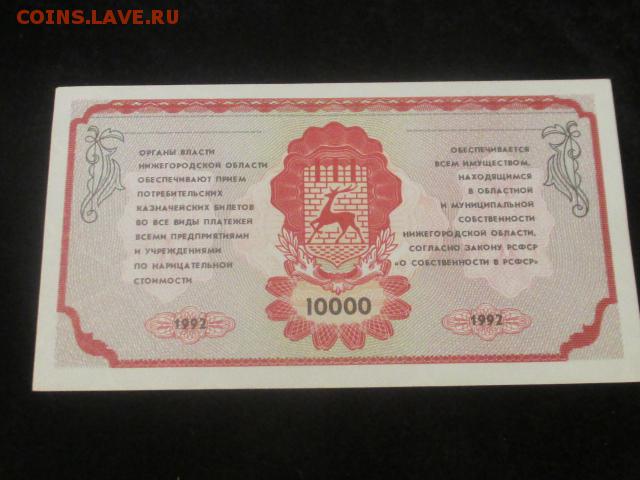 COINS.LAVE.RU
ОРГАНЫ ВЛАСТИ
НИЖЕГОРОДСКОЙ ОБЛАСТИ
ОБЕСПЕЧИВАЮТ ПРИЕМ
ПОТРЕБИТЕЛЬСКИХ
КАЗНАЧЕЙСКИХ БИЛЕТОВ
ВО ВСЕ ВИДЫ ПЛАТЕЖЕЙ
ВСЕМИ ПРЕДПРИЯТИЯМИ
И УЧРЕЖДЕНИЯМИ
ПО НАРИЦАТЕЛЬНОЙ
СТОИМОСТИ
ОБЕСПЕЧИВАЕТСЯ
ВСЕМ ИМУЩЕСТВОМ,
НАХОДЯЩИМСЯ
В ОБЛАСТНОЙ
И МУНИЦИПАЛЬНОЙ
СОБСТВЕННОСТИ
НИЖЕГОРОДСКОЙ ОБЛАСТИ,
СОГЛАСНО ЗАКОНУ РСФСР
«О СОБСТВЕННОСТИ В РСФСР»
10000
1992
1992